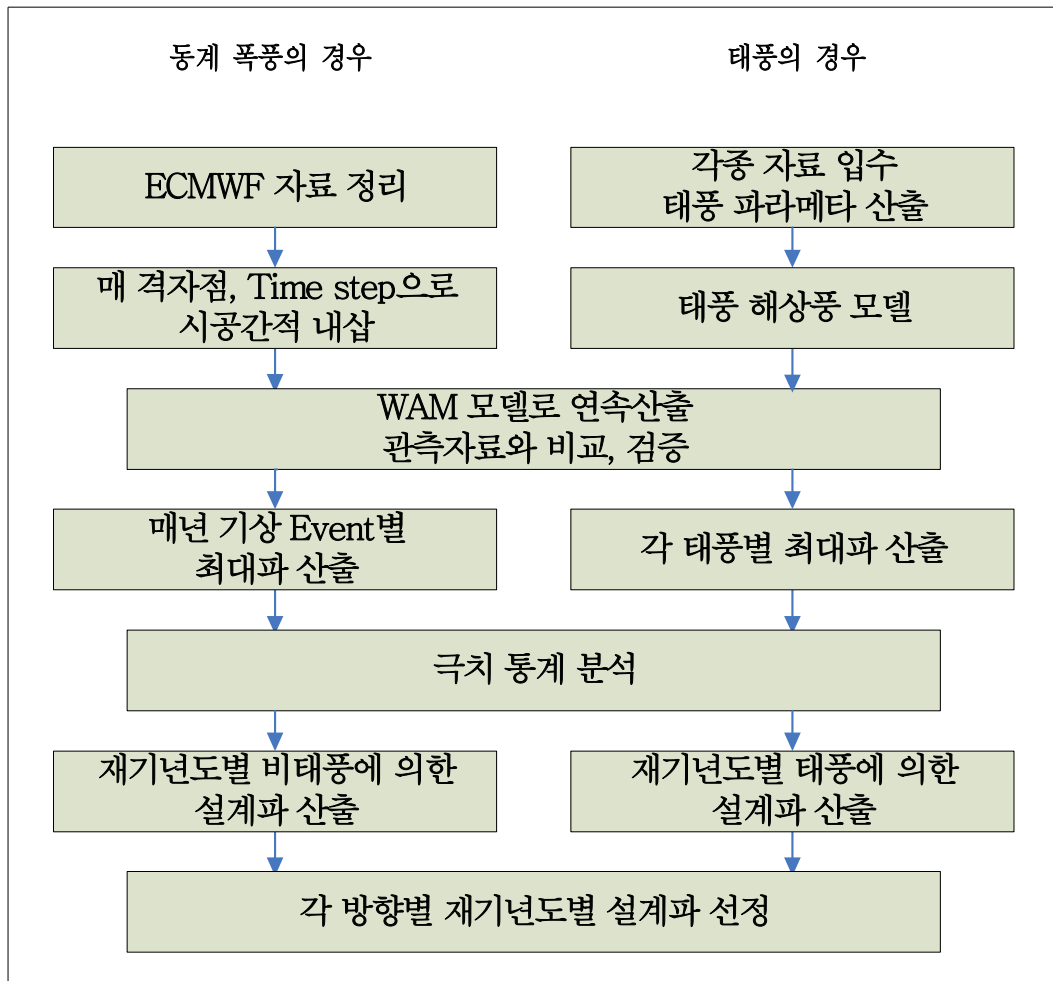 동계 폭풍의 경우
태풍의 경우
ECMWF 자료 정리
각종 자료 입수
태풍 파라메타 산출
매 격자점, Time step으로
시공간적 내삽
태풍 해상풍 모델
WAM 모델로 연속산출
관측자료와 비교, 검증
매년 기상 Event별
최대파 산출
각 태풍별 최대파 산출
극치 통계 분석
재기년도별 비태풍에 의한
설계파 산출
재기년도별 태풍에 의한
설계파 산출
각 방향별 재기년도별 설계파 선정